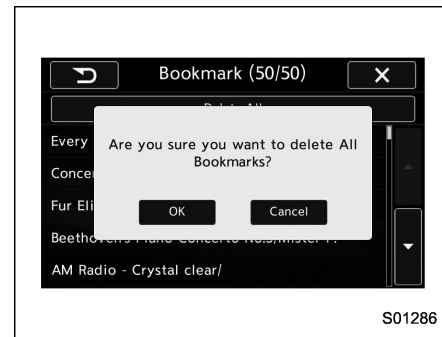 Bookmark (50/50)
Are you sure you want to delete All
Bookmarks?
OK
Cancel
Every
Fur Eli
AM Radio - Crystal clear/
S01286